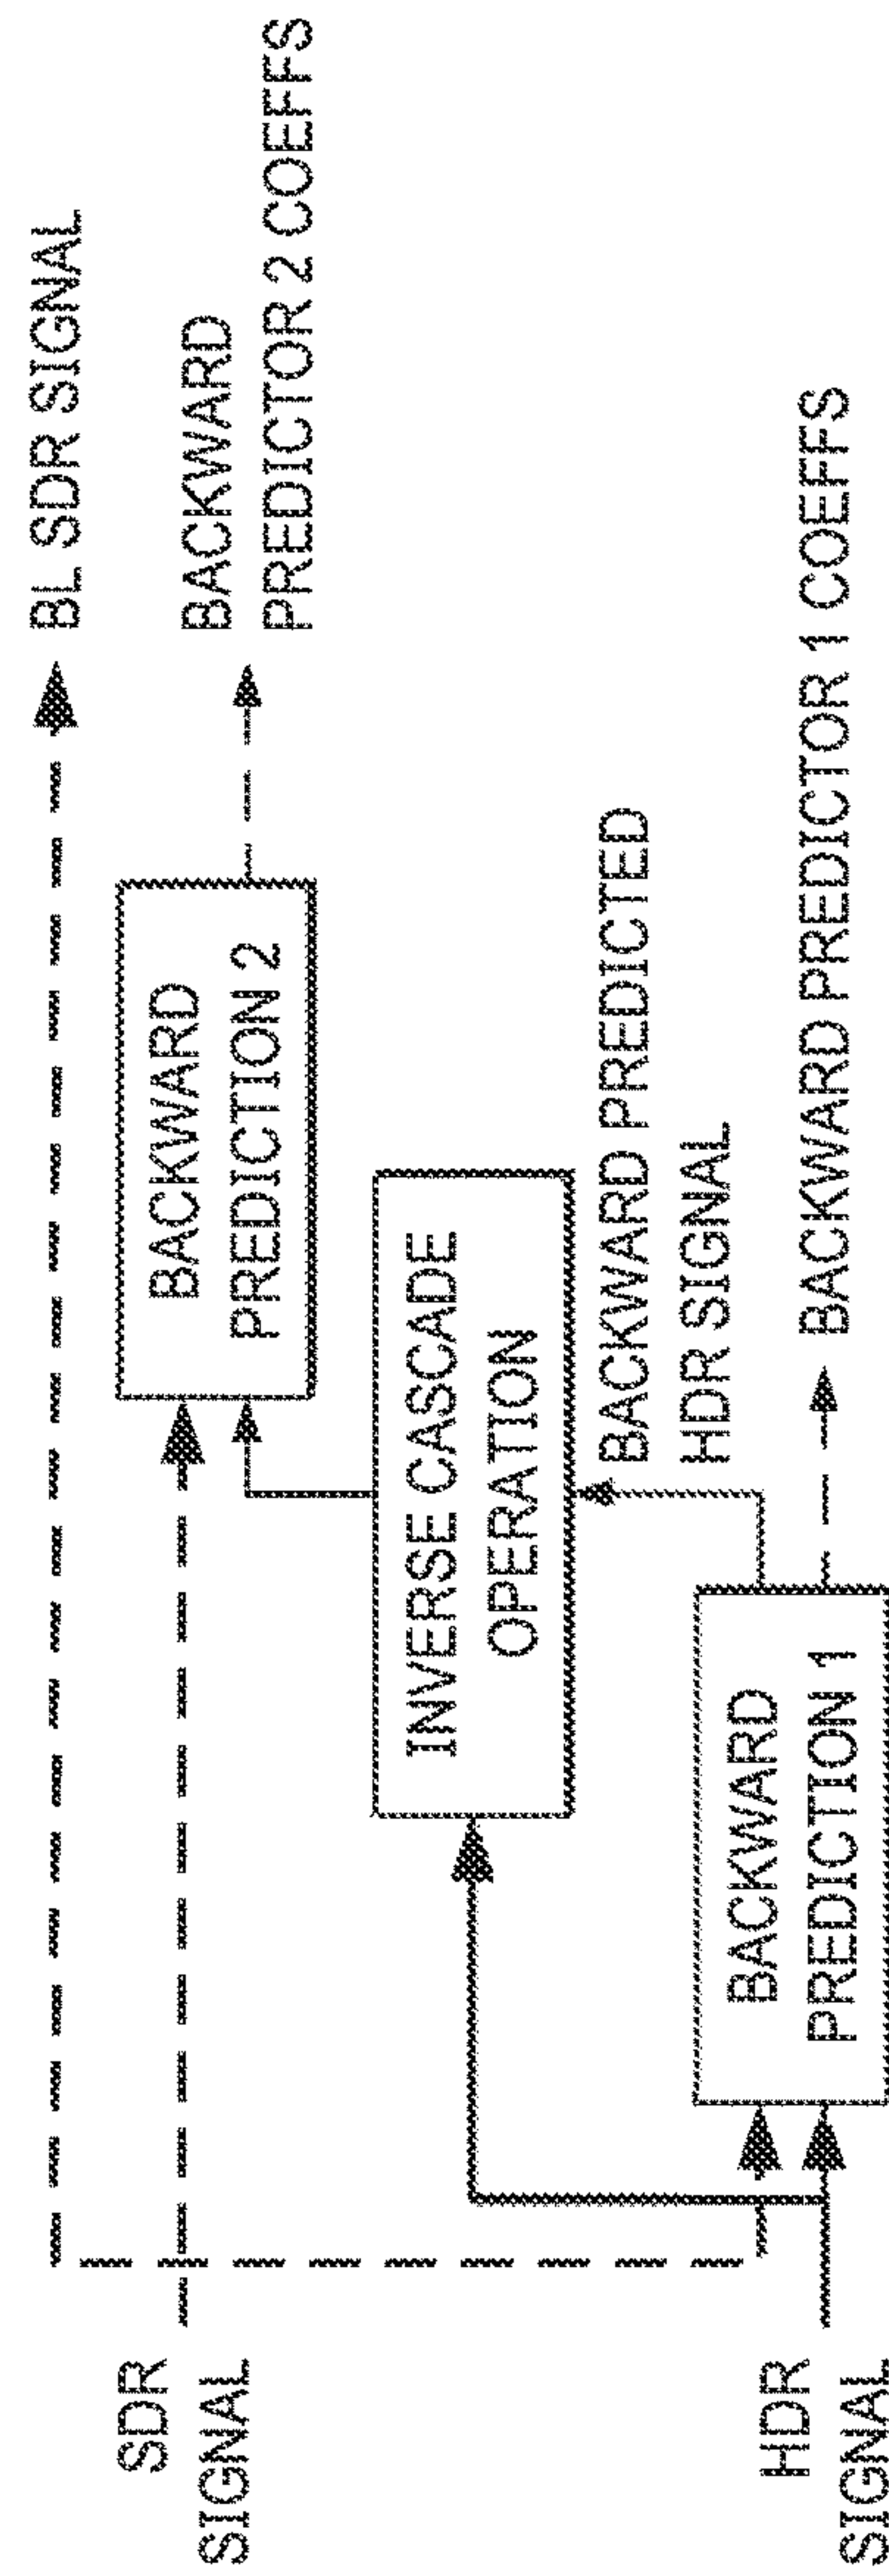 BL SDR SIGNAL
SDR
SIGNAL
BACKWARD
PREDICTION 2
BACKWARD
PREDICTOR 2 COEFFS
INVERSE CASCADE
OPERATION
BACKWARD PREDICTED
HDR SIGNAL
HDR
SIGNAL
BACKWARD
PREDICTION 1
BACKWARD PREDICTOR 1 COEFFS